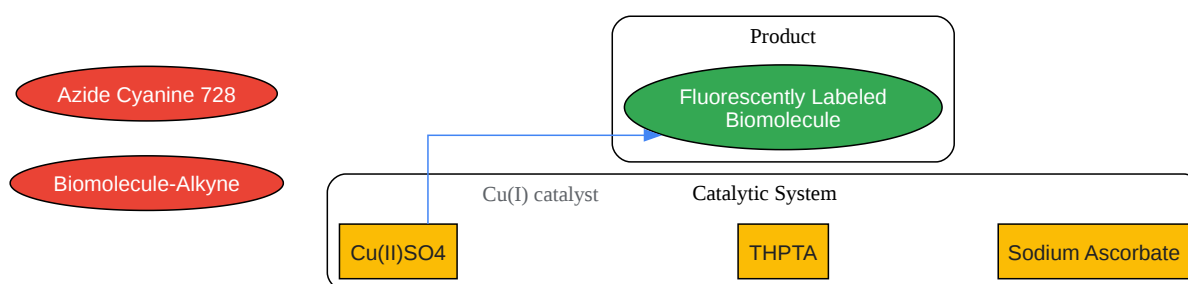 Product
Azide Cyanine 728
Fluorescently Labeled
Biomolecule
Biomolecule-Alkyne
Cu(I) catalyst
Catalytic System
Cu(II)SO4
THPTA
Sodium Ascorbate